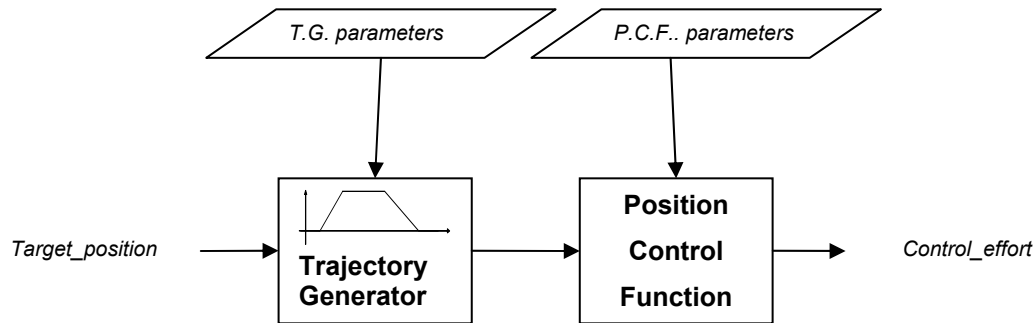 T.G. parameters
P.C.F.. parameters
Target_position
Trajectory
Generator
Position
Control
Function
Control_effort